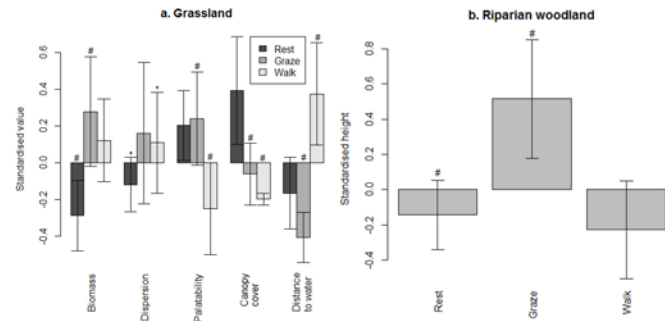 a. Grassland
Rest
Graze
Walk
Standardised value
0.6
0.4
0.2
0.0
-0.2
-0.4
# # * * # # # # # # #
Biomass
Dispersion
Palatability
Canopy
cover
Distance
to water
b. Riparian woodland
Standardised height
0.8
0.6
0.4
0.2
0.0
-0.2
-0.4
# #
Rest
Graze
Walk